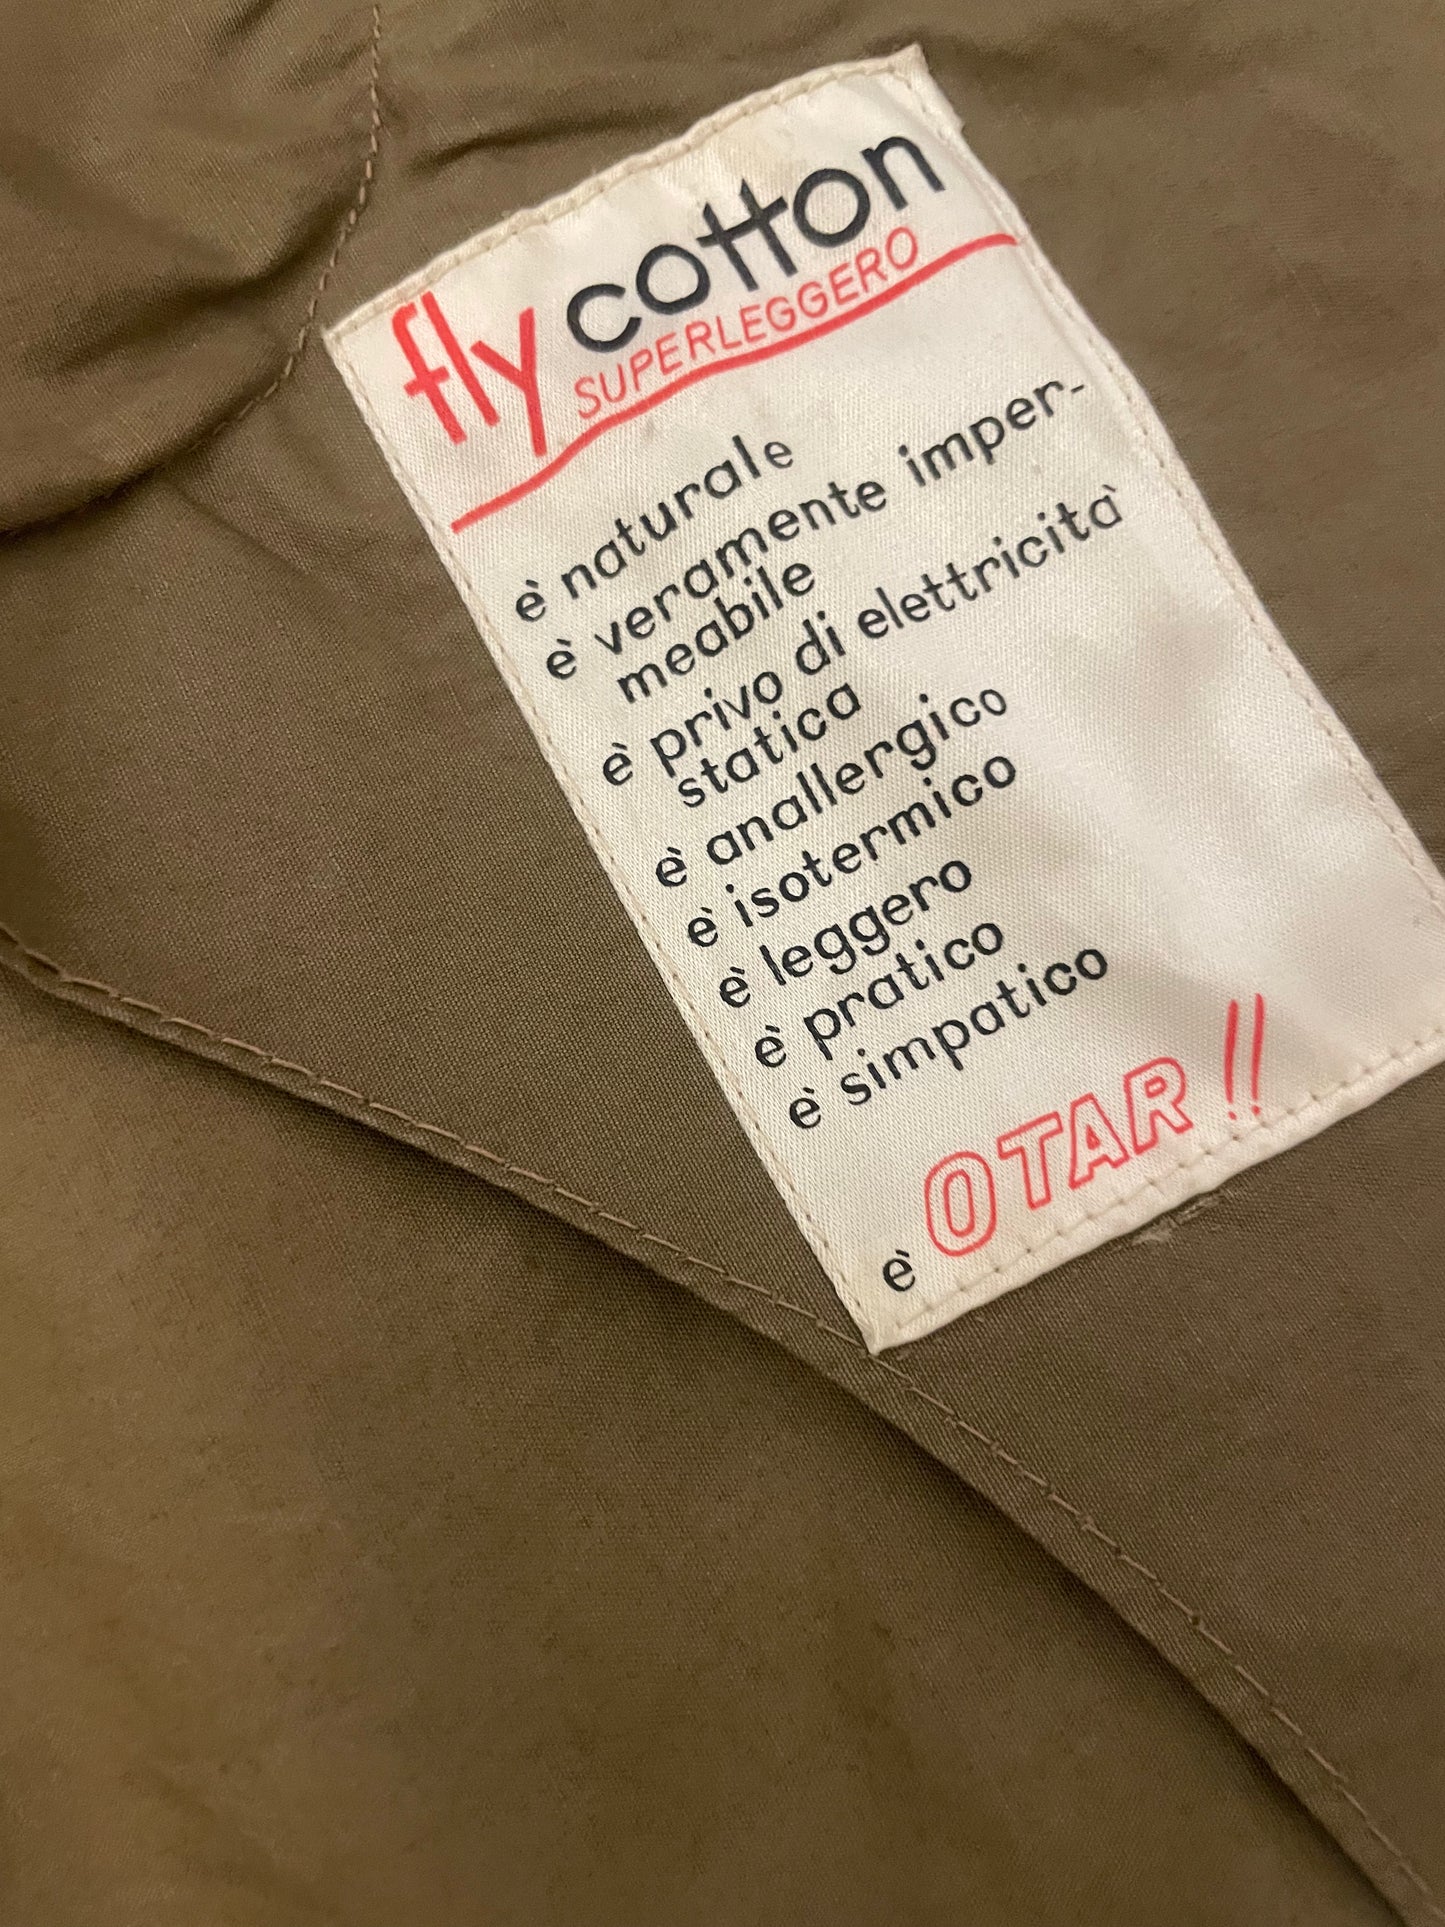 fly cotton
SUPERLEGGERO
è naturale
è veramente imper-
meabile
è privo di elettricità
statica
è anallergico
è isotermico
è leggero
è pratico
è simpatico
è OTAR !!